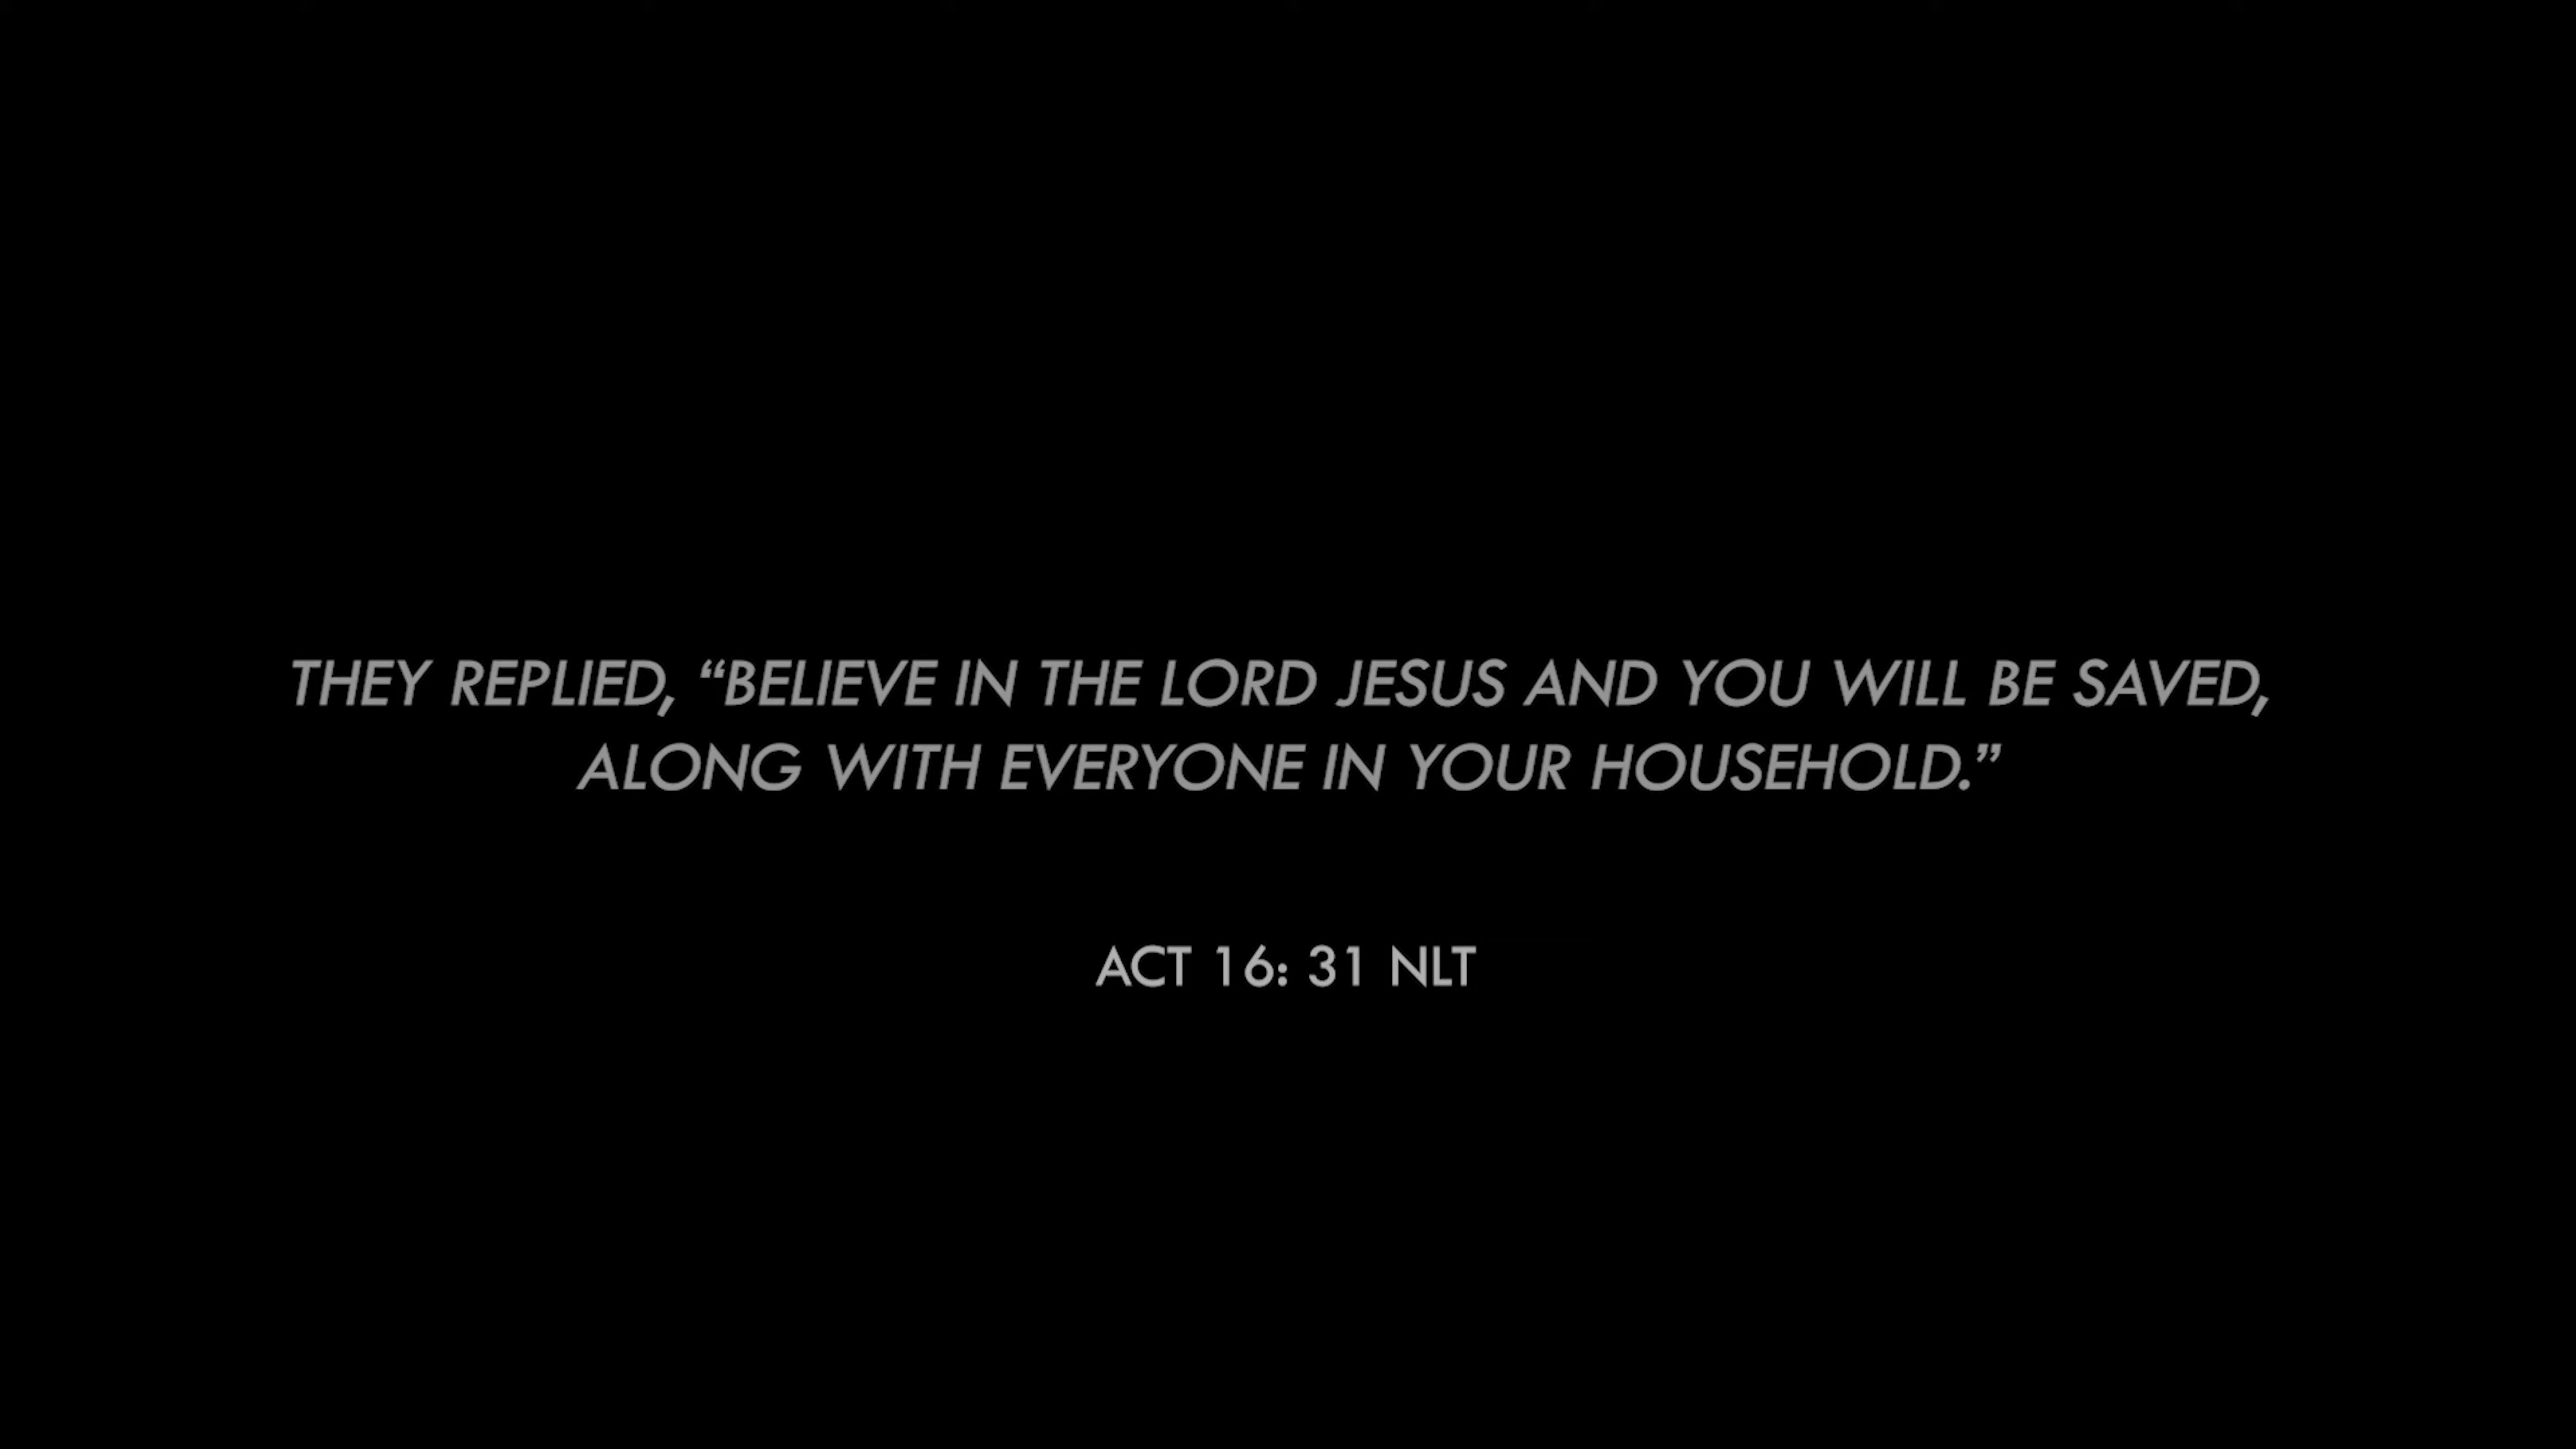 THEY REPLIED, “BELIEVE IN THE LORD JESUS AND YOU WILL BE SAVED,
ALONG WITH EVERYONE IN YOUR HOUSEHOLD.”
ACT 16: 31 NLT